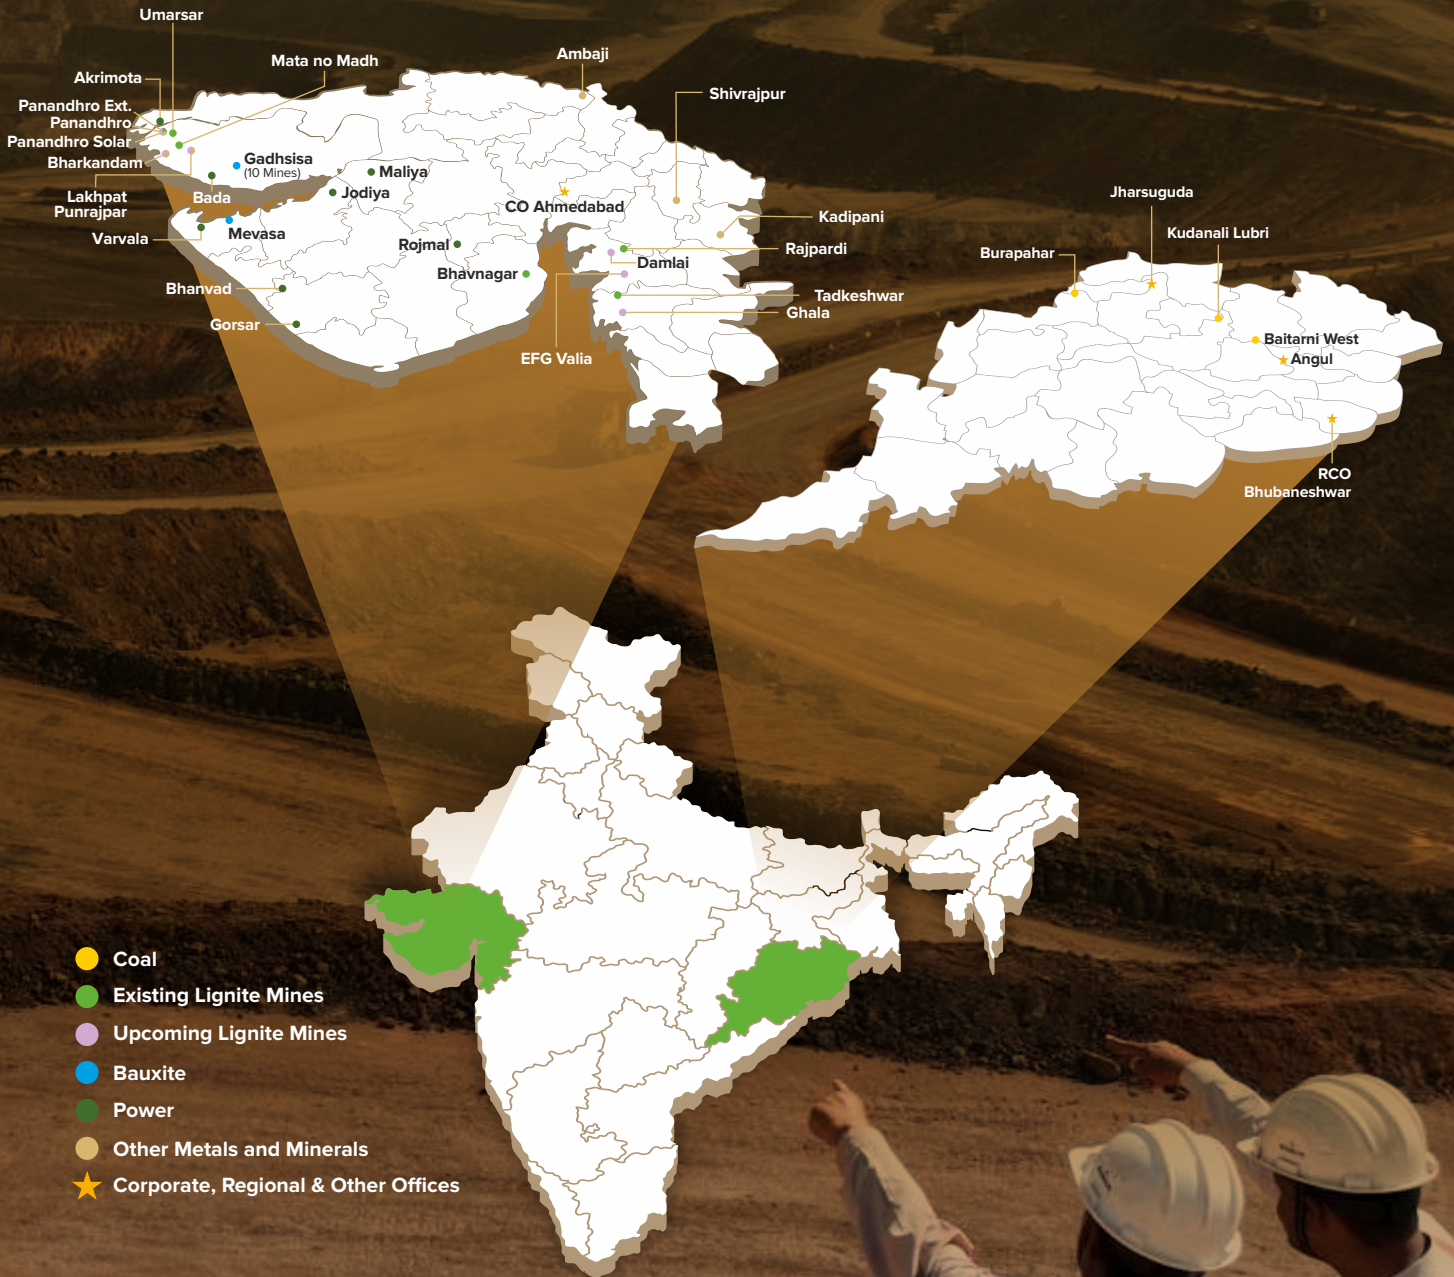 Umarsar
Mata no Madh
Ambaji
Akrimota
Shivrajpur
Panandhro Ext.
Panandhro
Panandhro Solar
Bharkandam
Gadhsisa
(10 Mines)
Maliya
Lakhpat
Punrajpar
Bada
Jodiya
CO Ahmedabad
Kadipani
Varvala
Mevasa
Rojmal
Rajpardi
Damlai
Bhavnagar
Bhanvad
Tadkeshwar
Ghala
Gorsar
EFG Valia
Jharsuguda
Kudanali Lubri
Burapahar
Baitarni West
Angul
RCO
Bhubaneshwar
Coal
Existing Lignite Mines
Upcoming Lignite Mines
Bauxite
Power
Other Metals and Minerals
Corporate, Regional & Other Offices